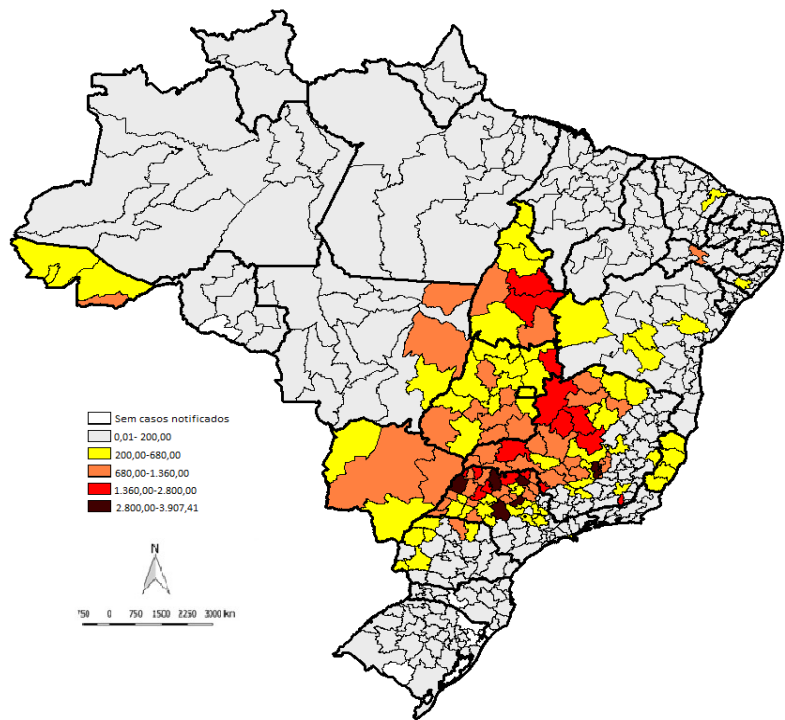 Sem casos notificados
0,01- 200,00
200,00-680,00
680,00-1.360,00
1.360,00-2.800,00
2.800,00-3.907,41
N
750 0 750 1500 2250 3000 km